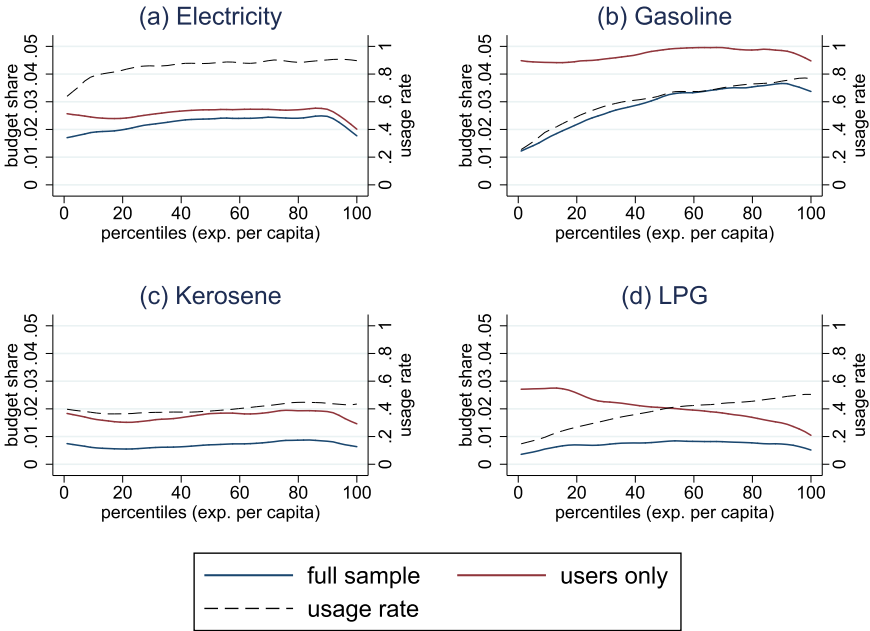 (a) Electricity
budget share
0 .01 .02 .03 .04 .05
usage rate
0 .2 .4 .6 .8 1
0 20 40 60 80 100
percentiles (exp. per capita)
(b) Gasoline
budget share
0 .01 .02 .03 .04 .05
usage rate
0 .2 .4 .6 .8 1
0 20 40 60 80 100
percentiles (exp. per capita)
(c) Kerosene
budget share
0 .01 .02 .03 .04 .05
usage rate
0 .2 .4 .6 .8 1
0 20 40 60 80 100
percentiles (exp. per capita)
(d) LPG
budget share
0 .01 .02 .03 .04 .05
usage rate
0 .2 .4 .6 .8 1
0 20 40 60 80 100
percentiles (exp. per capita)
full sample
users only
usage rate